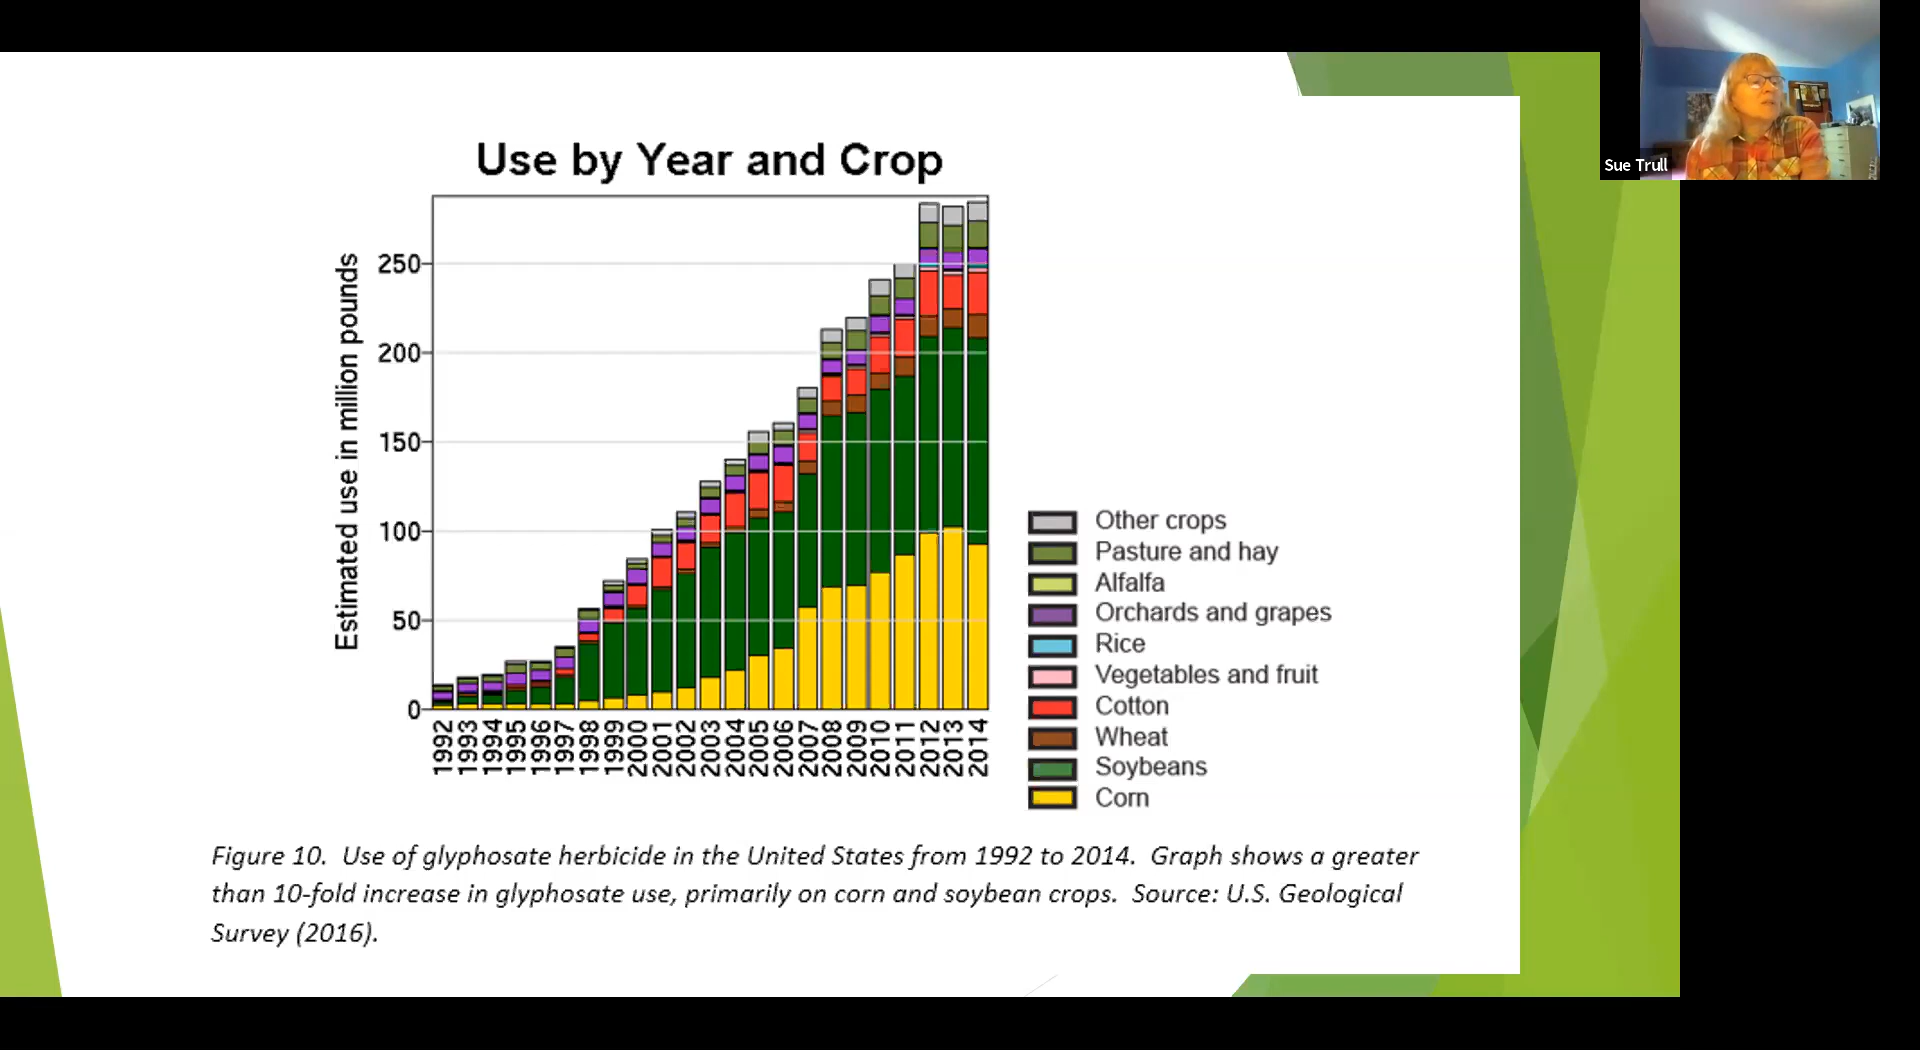 Sue Trull
Use by Year and Crop
Estimated use in million pounds
250
200
150
100
50
0
1992 1993 1994 1995 1996 1997 1998 1999 2000 2001 2002 2003 2004 2005 2006 2007 2008 2009 2010 2011 2012 2013 2014
Other crops
Pasture and hay
Alfalfa
Orchards and grapes
Rice
Vegetables and fruit
Cotton
Wheat
Soybeans
Corn
Figure 10. Use of glyphosate herbicide in the United States from 1992 to 2014. Graph shows a greater
than 10-fold increase in glyphosate use, primarily on corn and soybean crops. Source: U.S. Geological
Survey (2016).